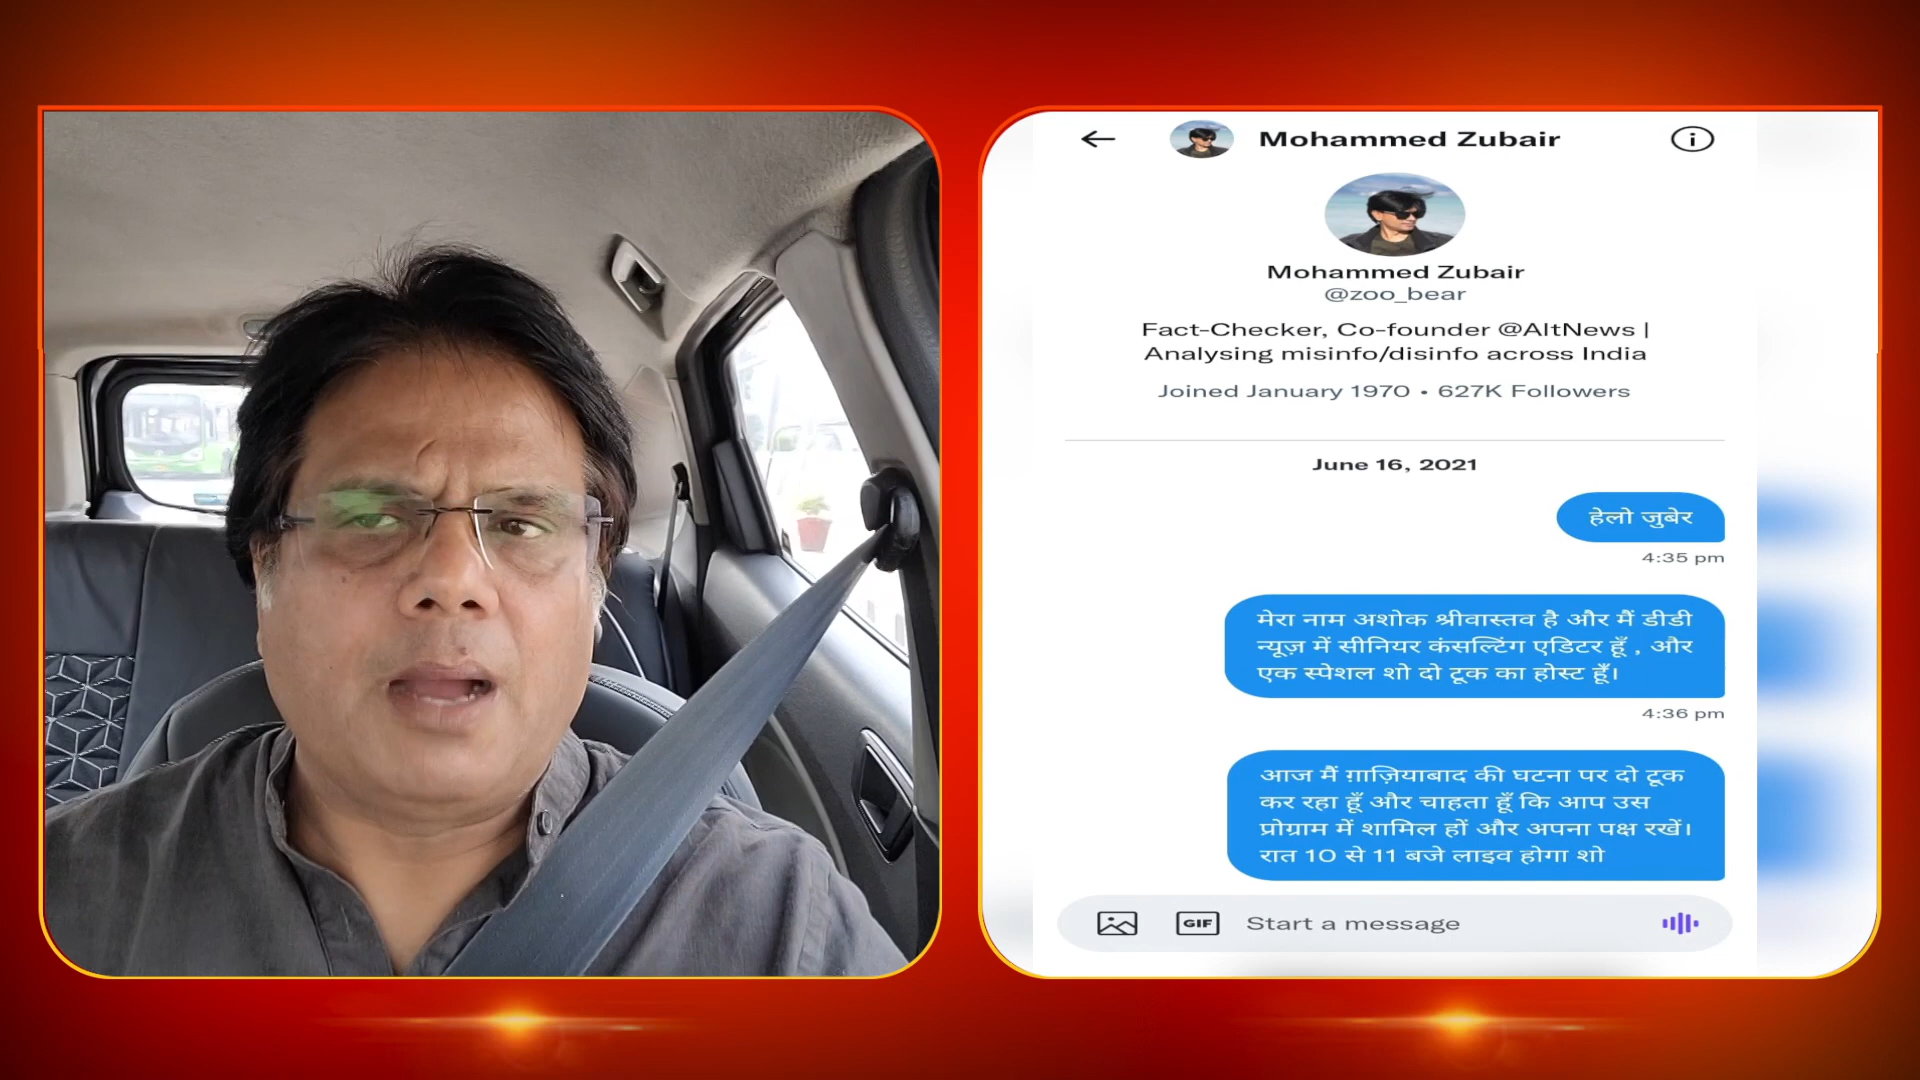 Mohammed Zubair
Mohammed Zubair
@zoo_bear
Fact-Checker, Co-founder @AltNews |
Analysing misinfo/disinfo across India
Joined January 1970 • 627K Followers
June 16, 2021
हेलो जुबेर
4:35 pm
मेरा नाम अशोक श्रीवास्तव है और मैं डीडी
न्यूज़ में सीनियर कंसल्टिंग एडिटर हूँ , और
एक स्पेशल शो दो टूक का होस्ट हूँ।
4:36 pm
आज मैं ग़ाज़ियाबाद की घटना पर दो टूक
कर रहा हूँ और चाहता हूँ कि आप उस
प्रोग्राम में शामिल हों और अपना पक्ष रखें।
रात 10 से 11 बजे लाइव होगा शो
GIF Start a message